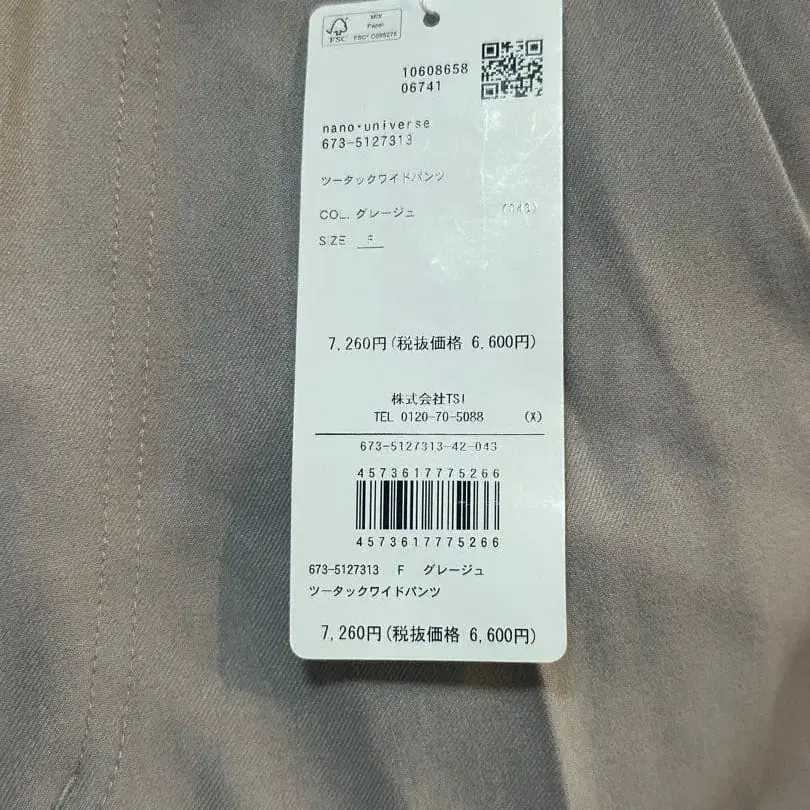 MIX
Paper
FSC
FSC® C095276
10608658
06741
nano・universe
673-5127313
ツータックワイドパンツ
COL. グレージュ (043)
SIZE F
7,260円(税抜価格 6,600円)
株式会社TSI
TEL 0120-70-5088 (X)
673-5127313-42-043
4573617775266
4573617775266
673-5127313 F グレージュ
ツータックワイドパンツ
7,260円(税抜価格 6,600円)